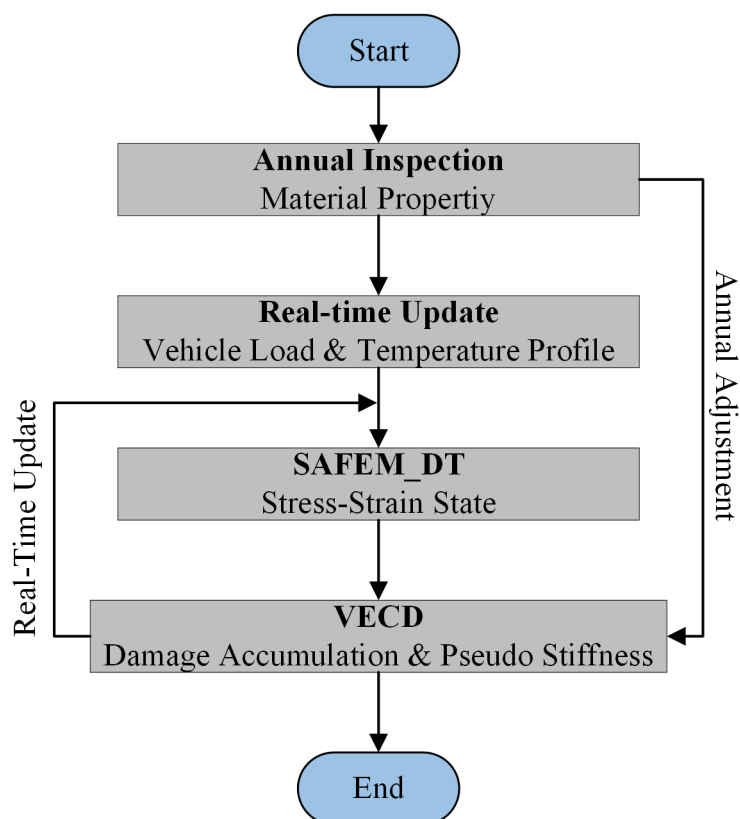 Start
Annual Inspection
Material Propertiy
Real-time Update
Vehicle Load & Temperature Profile
SAFEM_DT
Stress-Strain State
VECD
Damage Accumulation & Pseudo Stiffness
End
Real-Time Update
Annual Adjustment